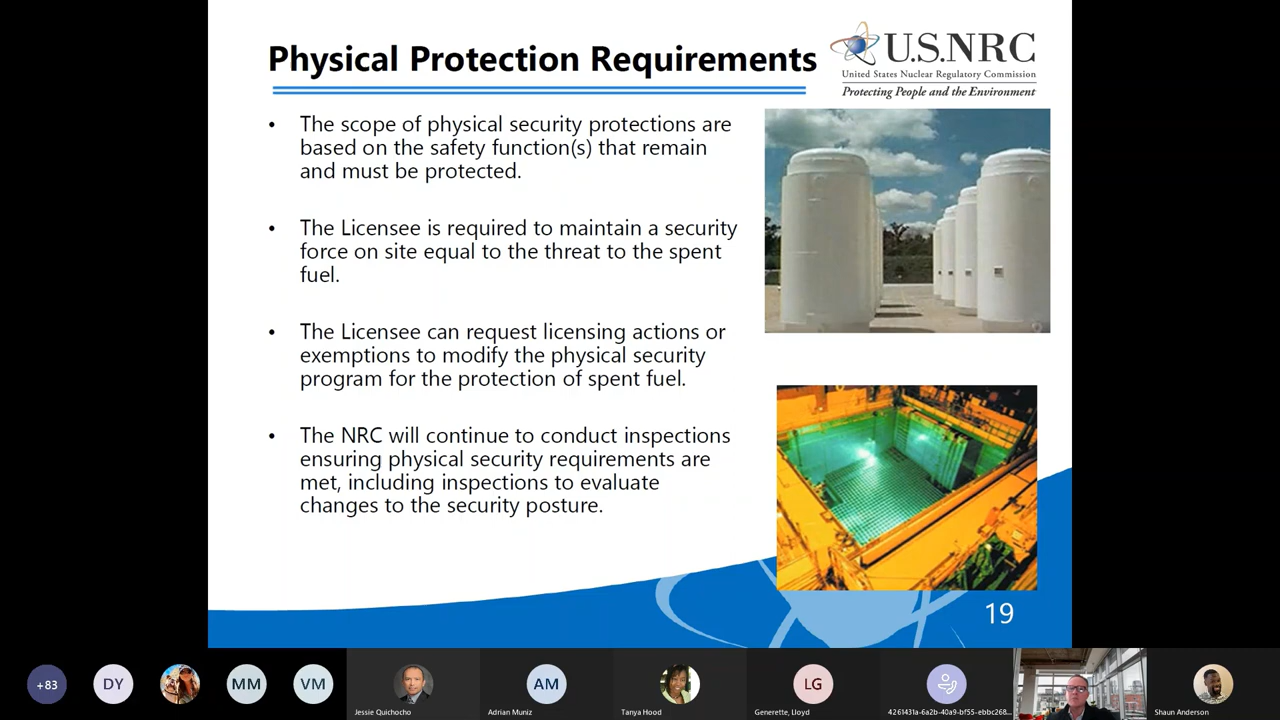 Physical Protection Requirements
U.S.NRC
United States Nuclear Regulatory Commission
Protecting People and the Environment
• The scope of physical security protections are
based on the safety function(s) that remain
and must be protected.
• The Licensee is required to maintain a security
force on site equal to the threat to the spent
fuel.
• The Licensee can request licensing actions or
exemptions to modify the physical security
program for the protection of spent fuel.
• The NRC will continue to conduct inspections
ensuring physical security requirements are
met, including inspections to evaluate
changes to the security posture.
19
+83
DY
MM
VM
Jessie Quichocho
AM
Adrian Muniz
Tanya Hood
LG
Generette, Lloyd
4261431a-6a2b-40a9-bf55-ebbc268...
Shaun Anderson